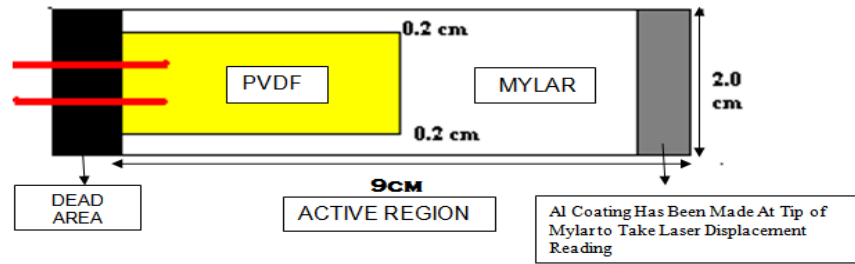 0.2 cm
PVDF
MYLAR
2.0
cm
0.2 cm
9CM
DEAD
AREA
ACTIVE REGION
Al Coating Has Been Made At Tip of
Mylar to Take Laser Displacement
Reading